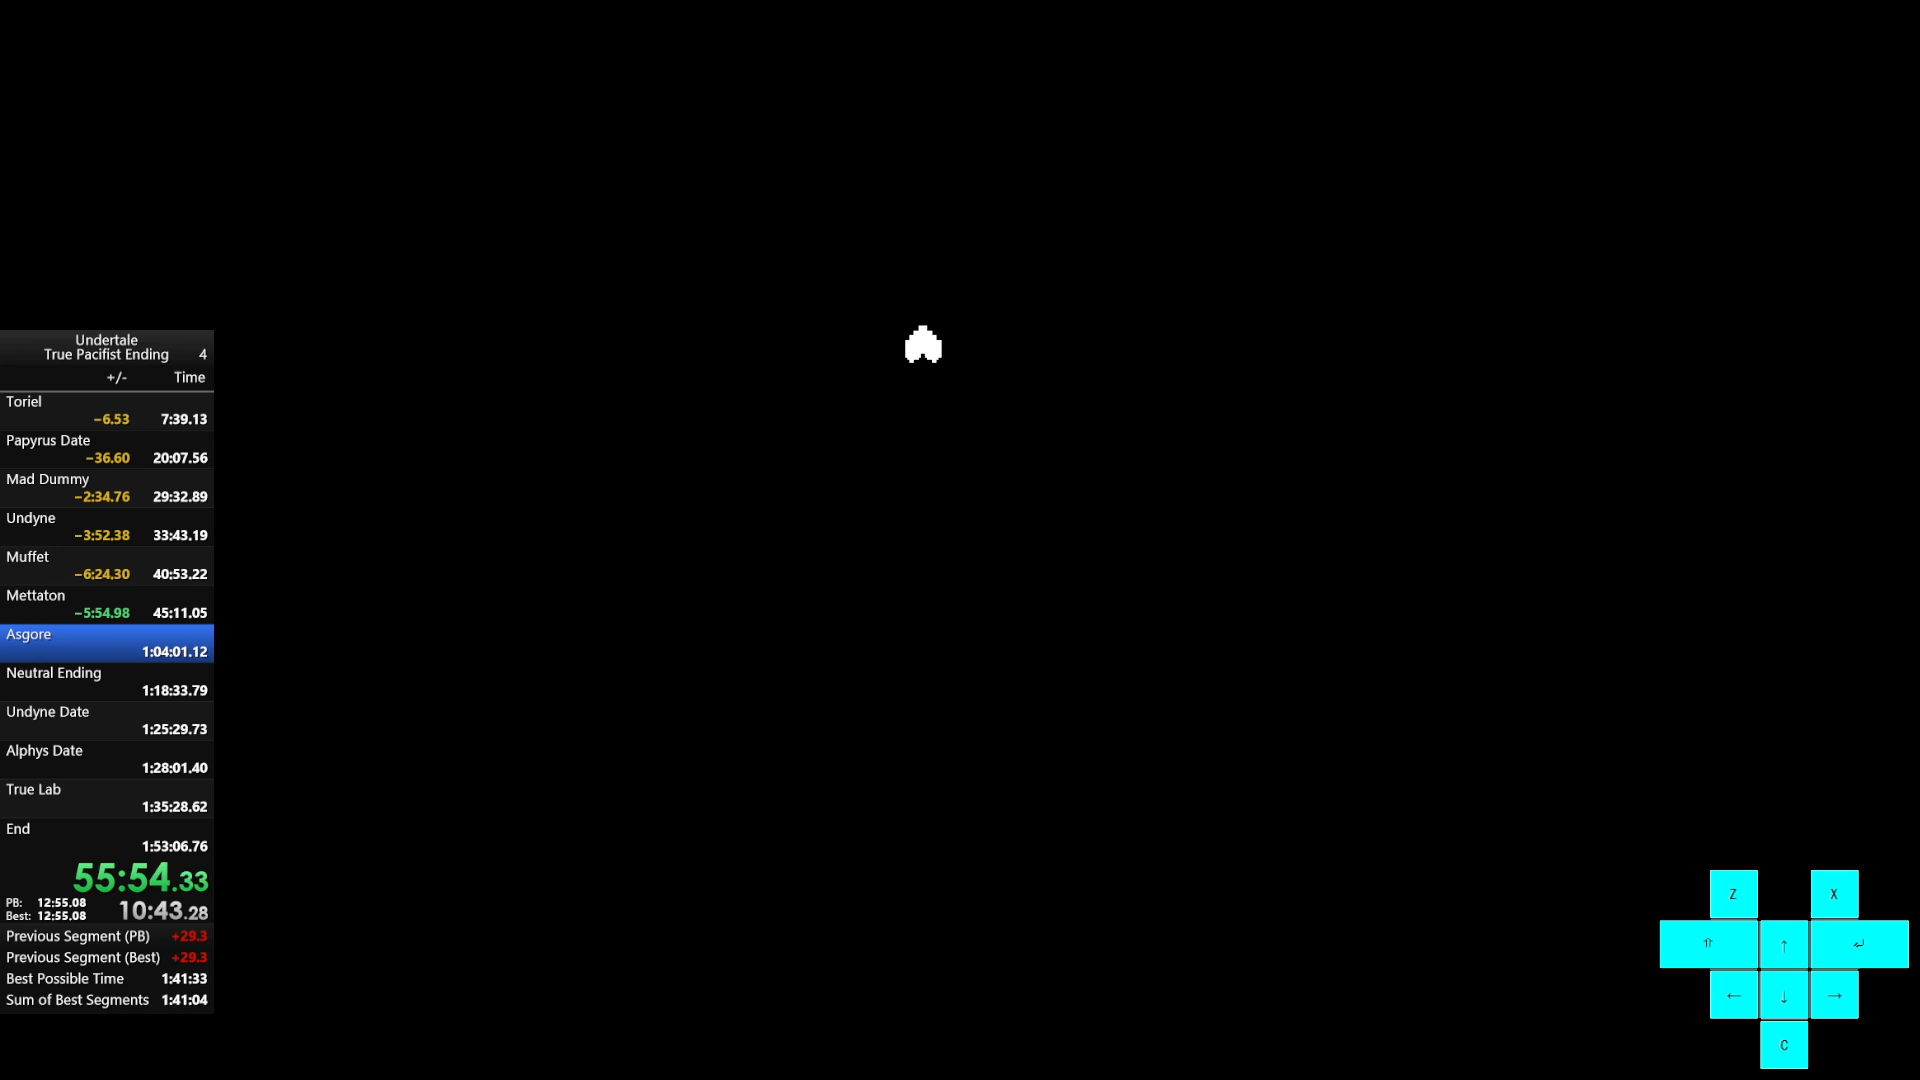 Undertale
True Pacifist Ending 4
+/- Time
Toriel
−6.53 7:39.13
Papyrus Date
−36.60 20:07.56
Mad Dummy
−2:34.76 29:32.89
Undyne
−3:52.38 33:43.19
Muffet
−6:24.30 40:53.22
Mettaton
−5:54.98 45:11.05
Asgore
1:04:01.12
Neutral Ending
1:18:33.79
Undyne Date
1:25:29.73
Alphys Date
1:28:01.40
True Lab
1:35:28.62
End
1:53:06.76
55:54.33
PB: 12:55.08
Best: 12:55.08
10:43.28
Previous Segment (PB) +29.3
Previous Segment (Best) +29.3
Best Possible Time 1:41:33
Sum of Best Segments 1:41:04
Z X
⇧ ↑ ↵
← ↓ →
C